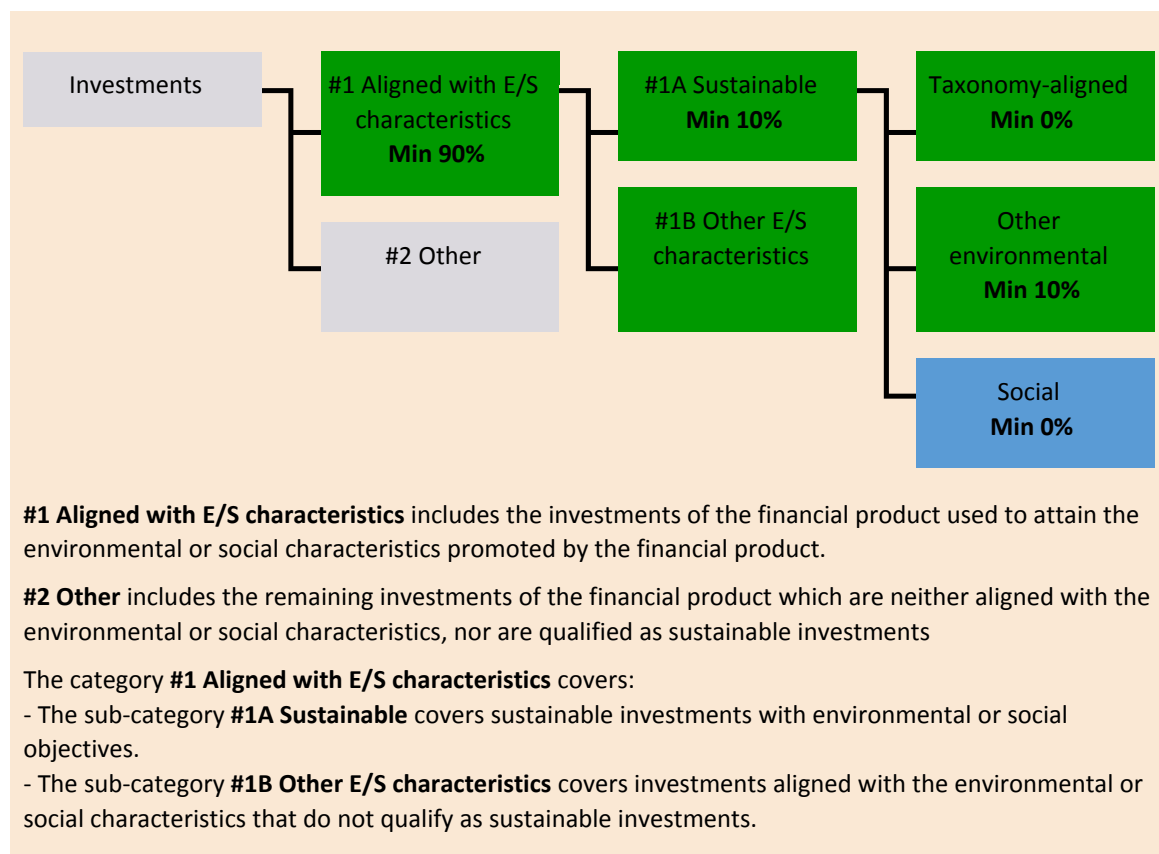 Investments
#1 Aligned with E/S
characteristics
Min 90%
#2 Other
#1A Sustainable
Min 10%
#1B Other E/S
characteristics
Taxonomy-aligned
Min 0%
Other
environmental
Min 10%
Social
Min 0%
#1 Aligned with E/S characteristics includes the investments of the financial product used to attain the
environmental or social characteristics promoted by the financial product.
#2 Other includes the remaining investments of the financial product which are neither aligned with the
environmental or social characteristics, nor are qualified as sustainable investments
The category #1 Aligned with E/S characteristics covers:
- The sub-category #1A Sustainable covers sustainable investments with environmental or social
objectives.
- The sub-category #1B Other E/S characteristics covers investments aligned with the environmental or
social characteristics that do not qualify as sustainable investments.